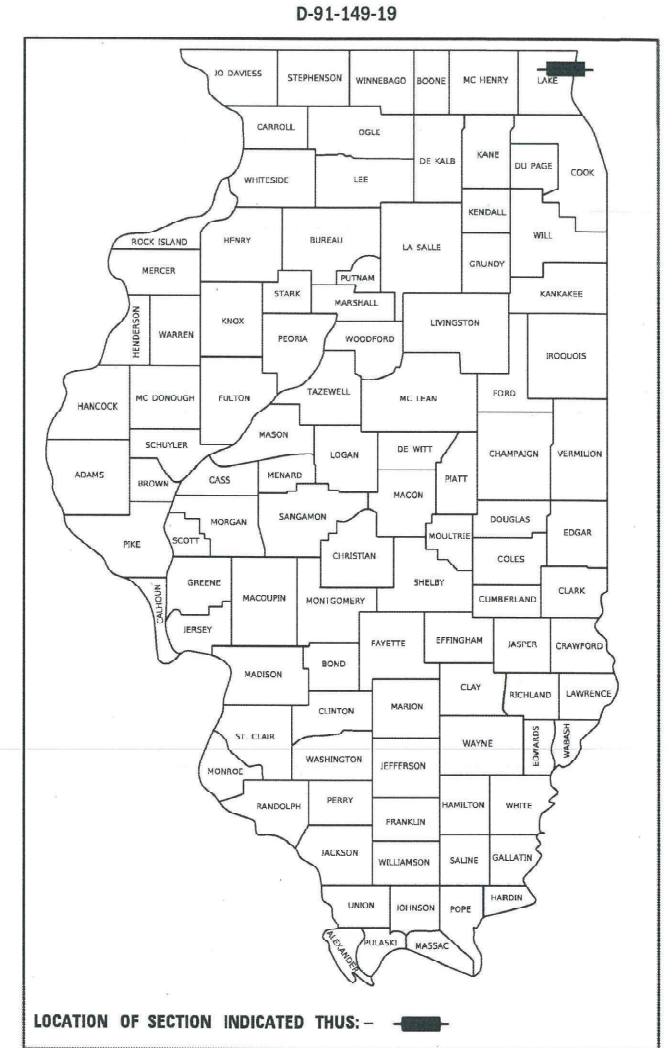 D-91-149-19
JO DAVIESS STEPHENSON WINNEBAGO BOONE MC HENRY LAKE
CARROLL OGLE DE KALB KANE DU PAGE COOK
WHITESIDE LEE
KENDALL
ROCK ISLAND HENRY BUREAU LA SALLE GRUNDY WILL
MERCER PUTNAM
STARK MARSHALL KANKAKEE
HENDERSON WARREN KNOX PEORIA WOODFORD LIVINGSTON
IROQUOIS
HANCOCK MC DONOUGH FULTON TAZEWELL MC LEAN FORD
SCHUYLER MASON LOGAN DE WITT CHAMPAIGN VERMILION
ADAMS BROWN CASS MENARD PIATT
MACON
PIKE SCOTT MORGAN SANGAMON MOULTRIE DOUGLAS EDGAR
CHRISTIAN COLES
CALHOUN GREENE MACOUPIN MONTGOMERY SHELBY CUMBERLAND CLARK
JERSEY FAYETTE EFFINGHAM JASPER CRAWFORD
MADISON BOND
CLAY RICHLAND LAWRENCE
CLINTON MARION
ST. CLAIR WAYNE EDWARDS WABASH
MONROE WASHINGTON JEFFERSON
RANDOLPH PERRY HAMILTON WHITE
FRANKLIN
JACKSON WILLIAMSON SALINE GALLATIN
UNION JOHNSON POPE HARDIN
ALEXANDER PULASKI MASSAC
LOCATION OF SECTION INDICATED THUS: –